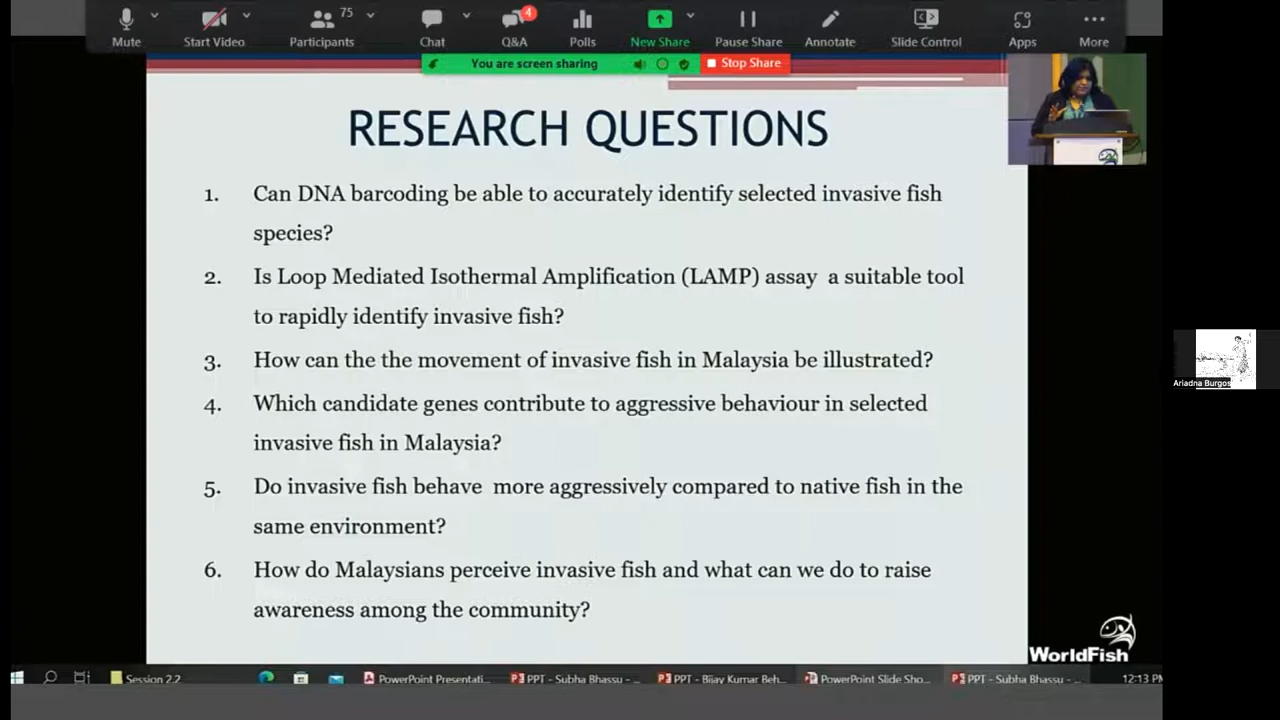 75
4
Mute
Start Video
Participants
Chat
Q&A
Polls
New Share
Pause Share
Annotate
Slide Control
Apps
More
You are screen sharing
Stop Share
RESEARCH QUESTIONS
1. Can DNA barcoding be able to accurately identify selected invasive fish
species?
2. Is Loop Mediated Isothermal Amplification (LAMP) assay a suitable tool
to rapidly identify invasive fish?
3. How can the the movement of invasive fish in Malaysia be illustrated?
4. Which candidate genes contribute to aggressive behaviour in selected
invasive fish in Malaysia?
5. Do invasive fish behave more aggressively compared to native fish in the
same environment?
6. How do Malaysians perceive invasive fish and what can we do to raise
awareness among the community?
Ariadna Burgos
WorldFish
Session 2.2
PowerPoint Presentati...
PPT - Subha Bhassu - ...
PPT - Bijay Kumar Beh...
PowerPoint Slide Sho...
PPT - Subha Bhassu - ...
12:13 PM